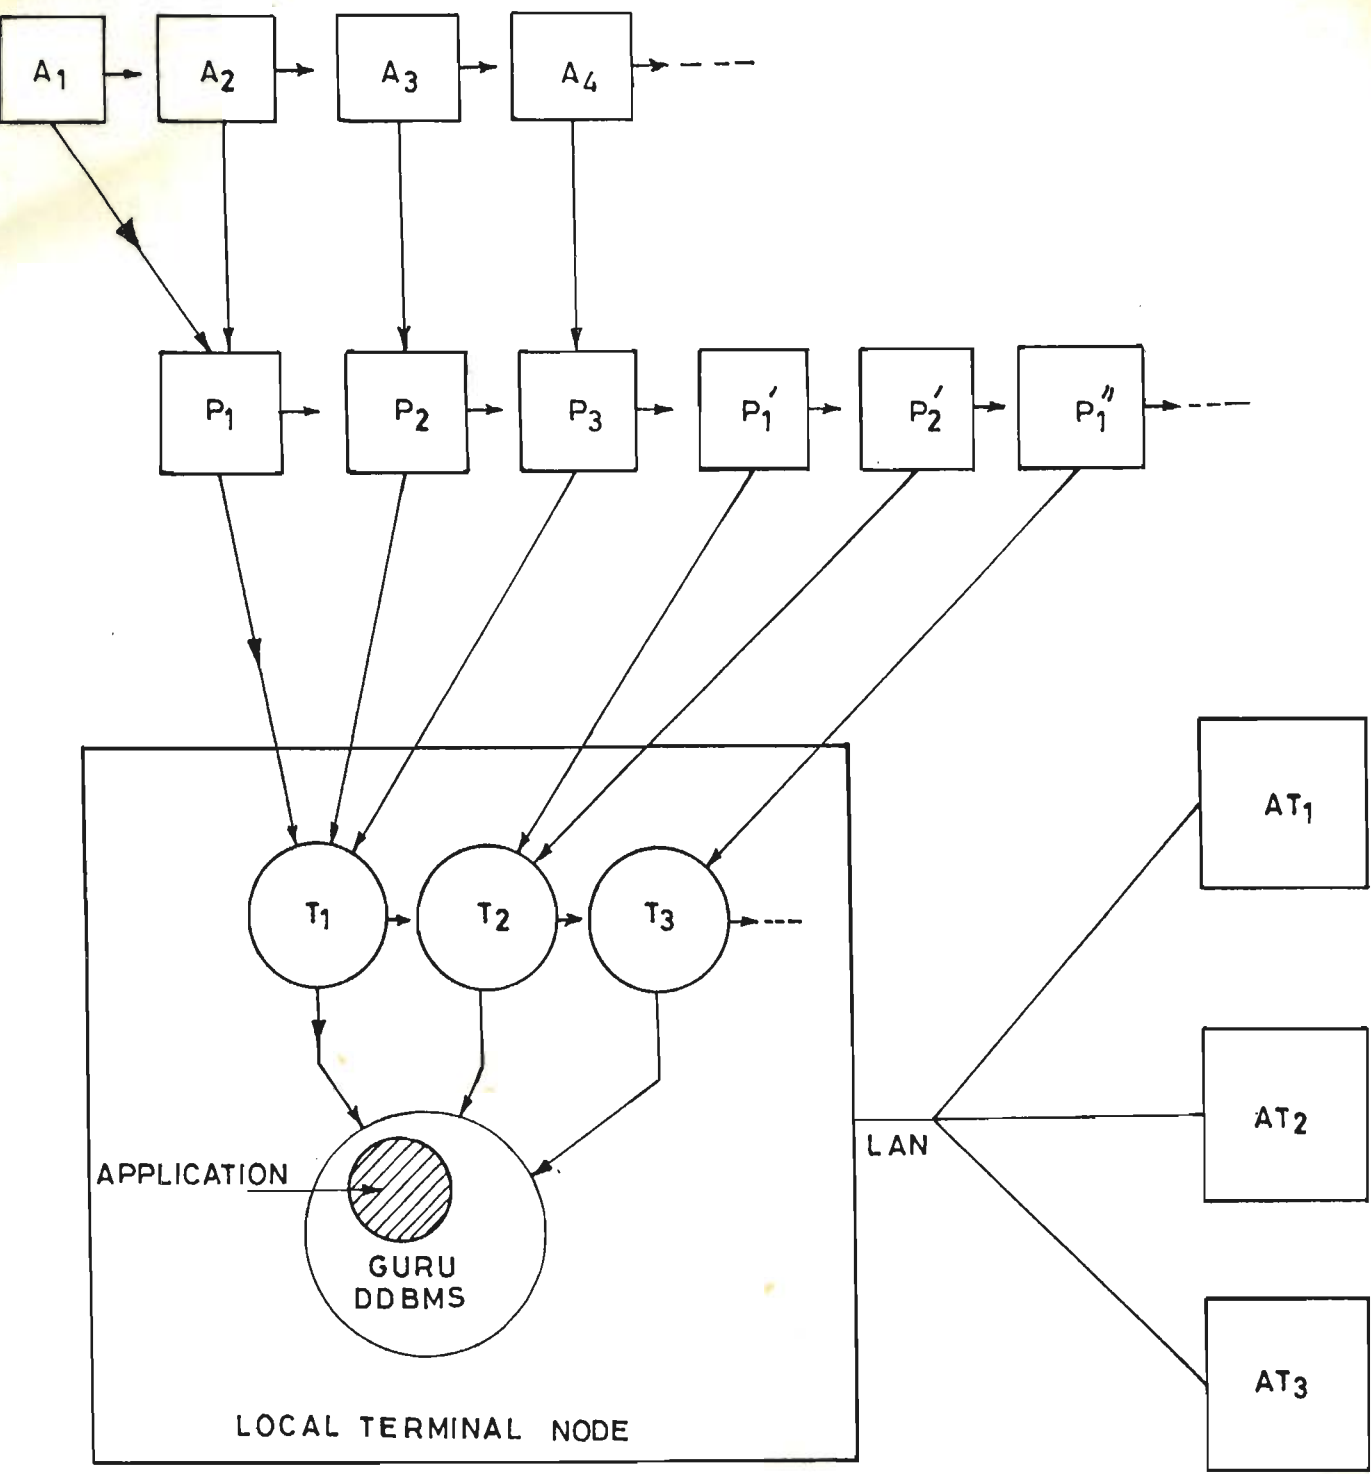 A1 A2 A3 A4
P1 P2 P3 P1′ P2′ P1″
AT1
T1 T2 T3
AT2
LAN
APPLICATION
GURU
DDBMS
AT3
LOCAL TERMINAL NODE